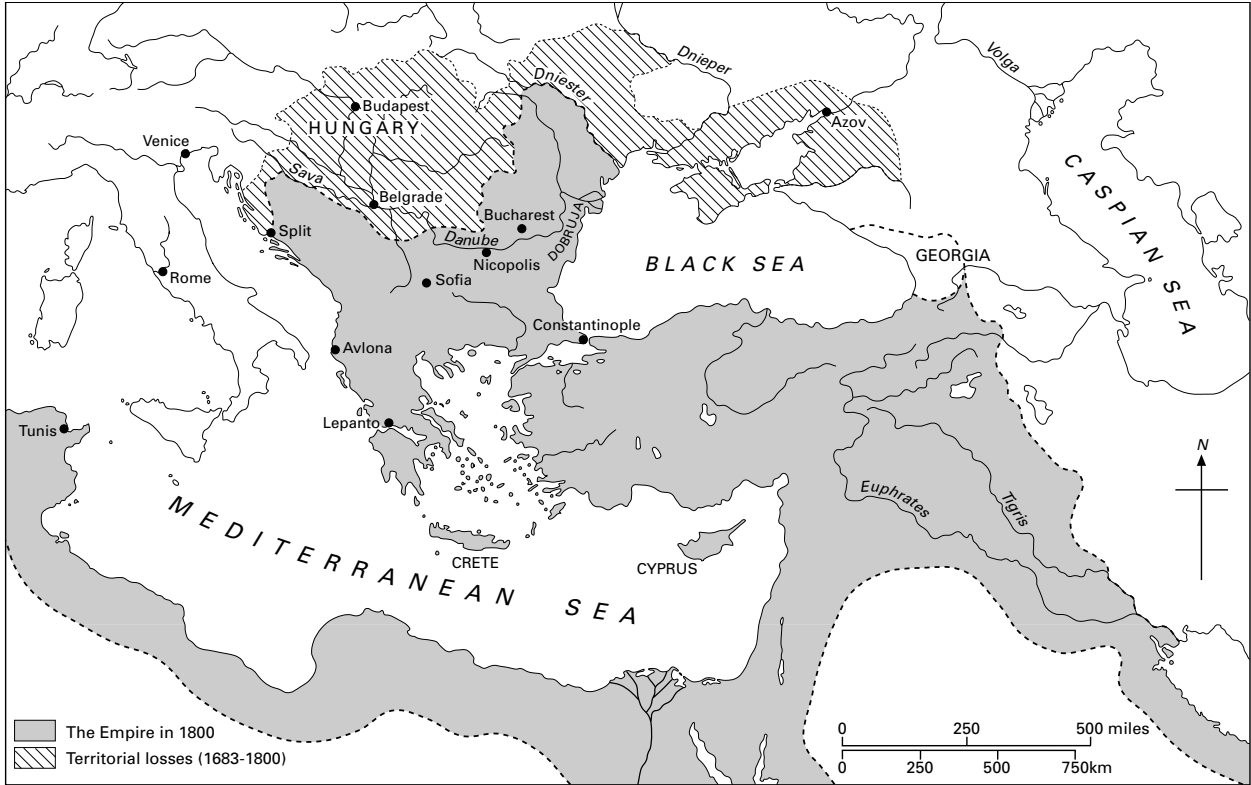 Dnieper
Volga
Dniester
Budapest
HUNGARY
Azov
Venice
CASPIAN SEA
Sava
Belgrade
Bucharest
DOBRUJA
Split
Danube
Nicopolis
BLACK SEA
GEORGIA
Rome
Sofia
Constantinople
Avlona
Lepanto
Tunis
N
Euphrates
Tigris
MEDITERRANEAN SEA
CRETE
CYPRUS
The Empire in 1800
Territorial losses (1683-1800)
0 250 500 miles
0 250 500 750km